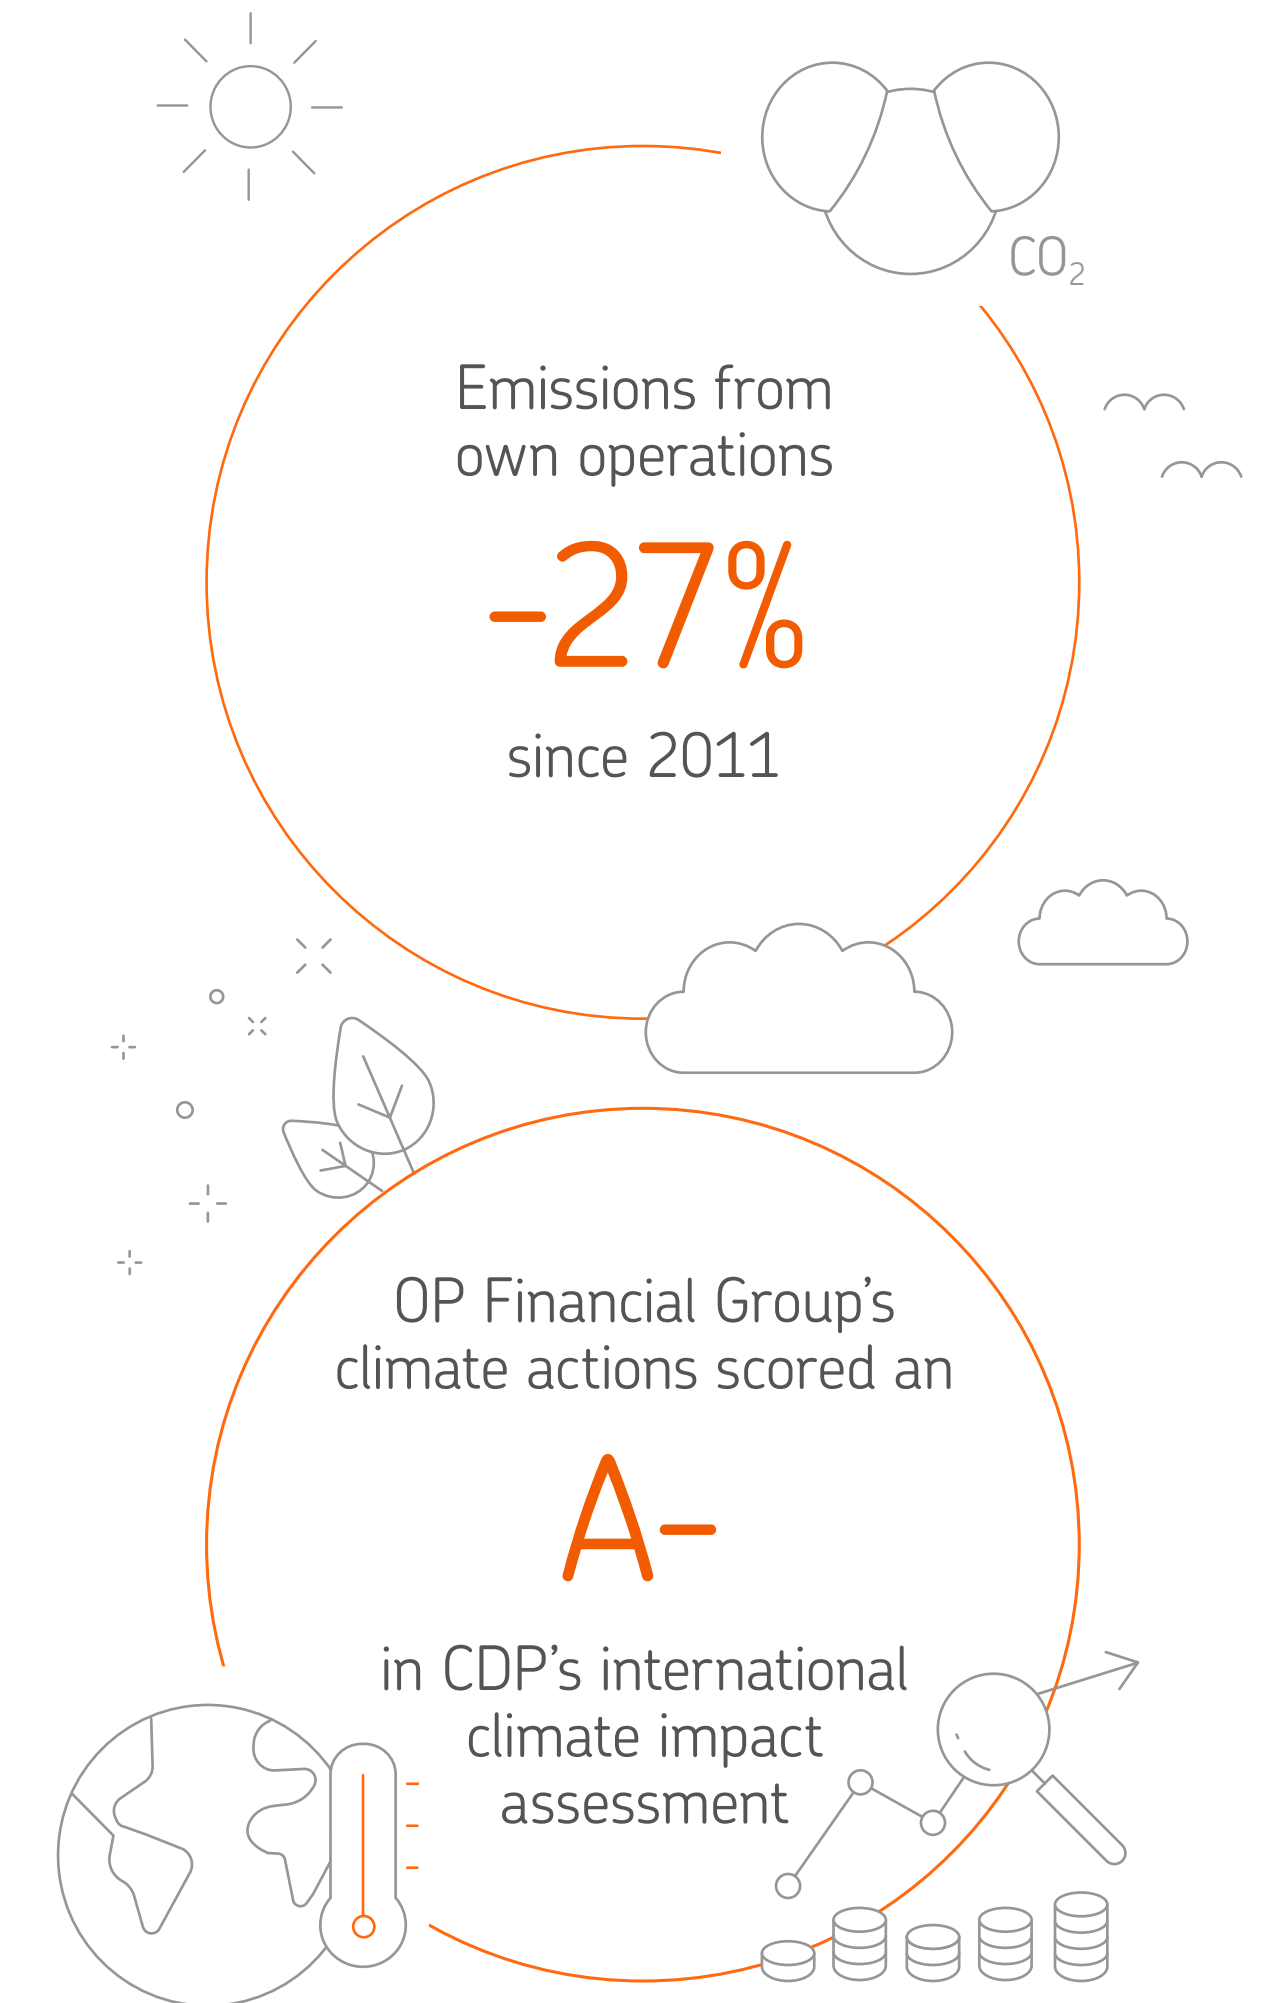 CO₂
Emissions from
own operations
-27%
since 2011
OP Financial Group’s
climate actions scored an
A-
in CDP’s international
climate impact
assessment